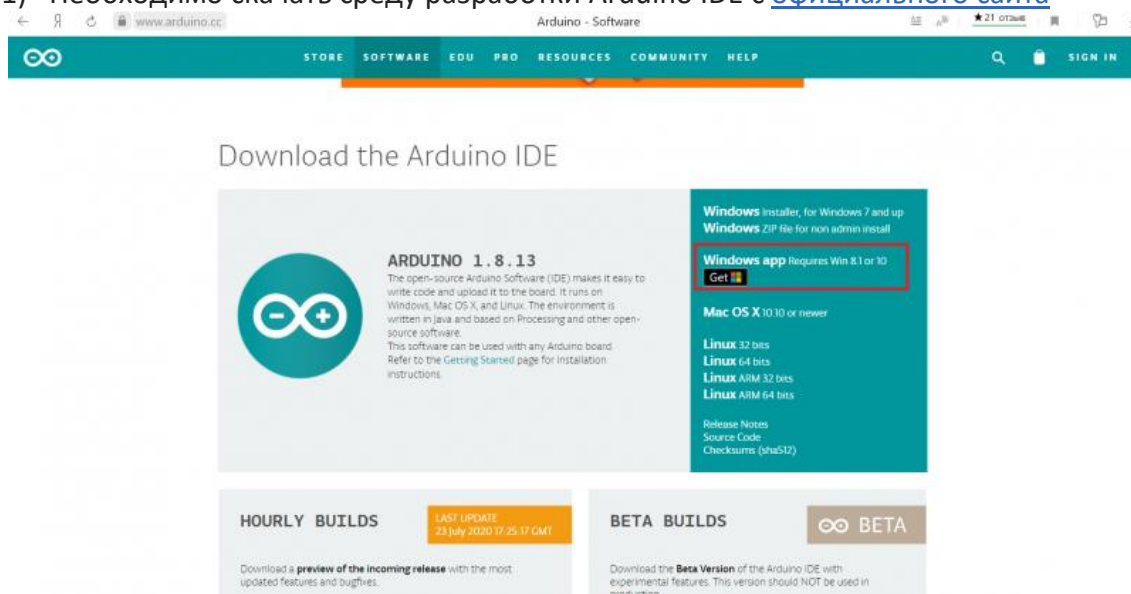 1) Необходимо скачать среду разработки Arduino IDE с официального сайта
www.arduino.cc
Arduino - Software
★21 отзыв
STORE SOFTWARE EDU PRO RESOURCES COMMUNITY HELP
SIGN IN
Download the Arduino IDE
ARDUINO 1.8.13
The open-source Arduino Software (IDE) makes it easy to
write code and upload it to the board. It runs on
Windows, Mac OS X, and Linux. The environment is
written in Java and based on Processing and other open-
source software.
This software can be used with any Arduino board.
Refer to the Getting Started page for Installation
instructions.
Windows Installer, for Windows 7 and up
Windows ZIP file for non admin install
Windows app Requires Win 8.1 or 10
Get
Mac OS X 10.10 or newer
Linux 32 bits
Linux 64 bits
Linux ARM 32 bits
Linux ARM 64 bits
Release Notes
Source Code
Checksums (sha512)
HOURLY BUILDS
LAST UPDATE
23 July 2020 17:25:17 GMT
Download a preview of the incoming release with the most
updated features and bugfixes.
BETA BUILDS
BETA
Download the Beta Version of the Arduino IDE with
experimental features. This version should NOT be used in
production.